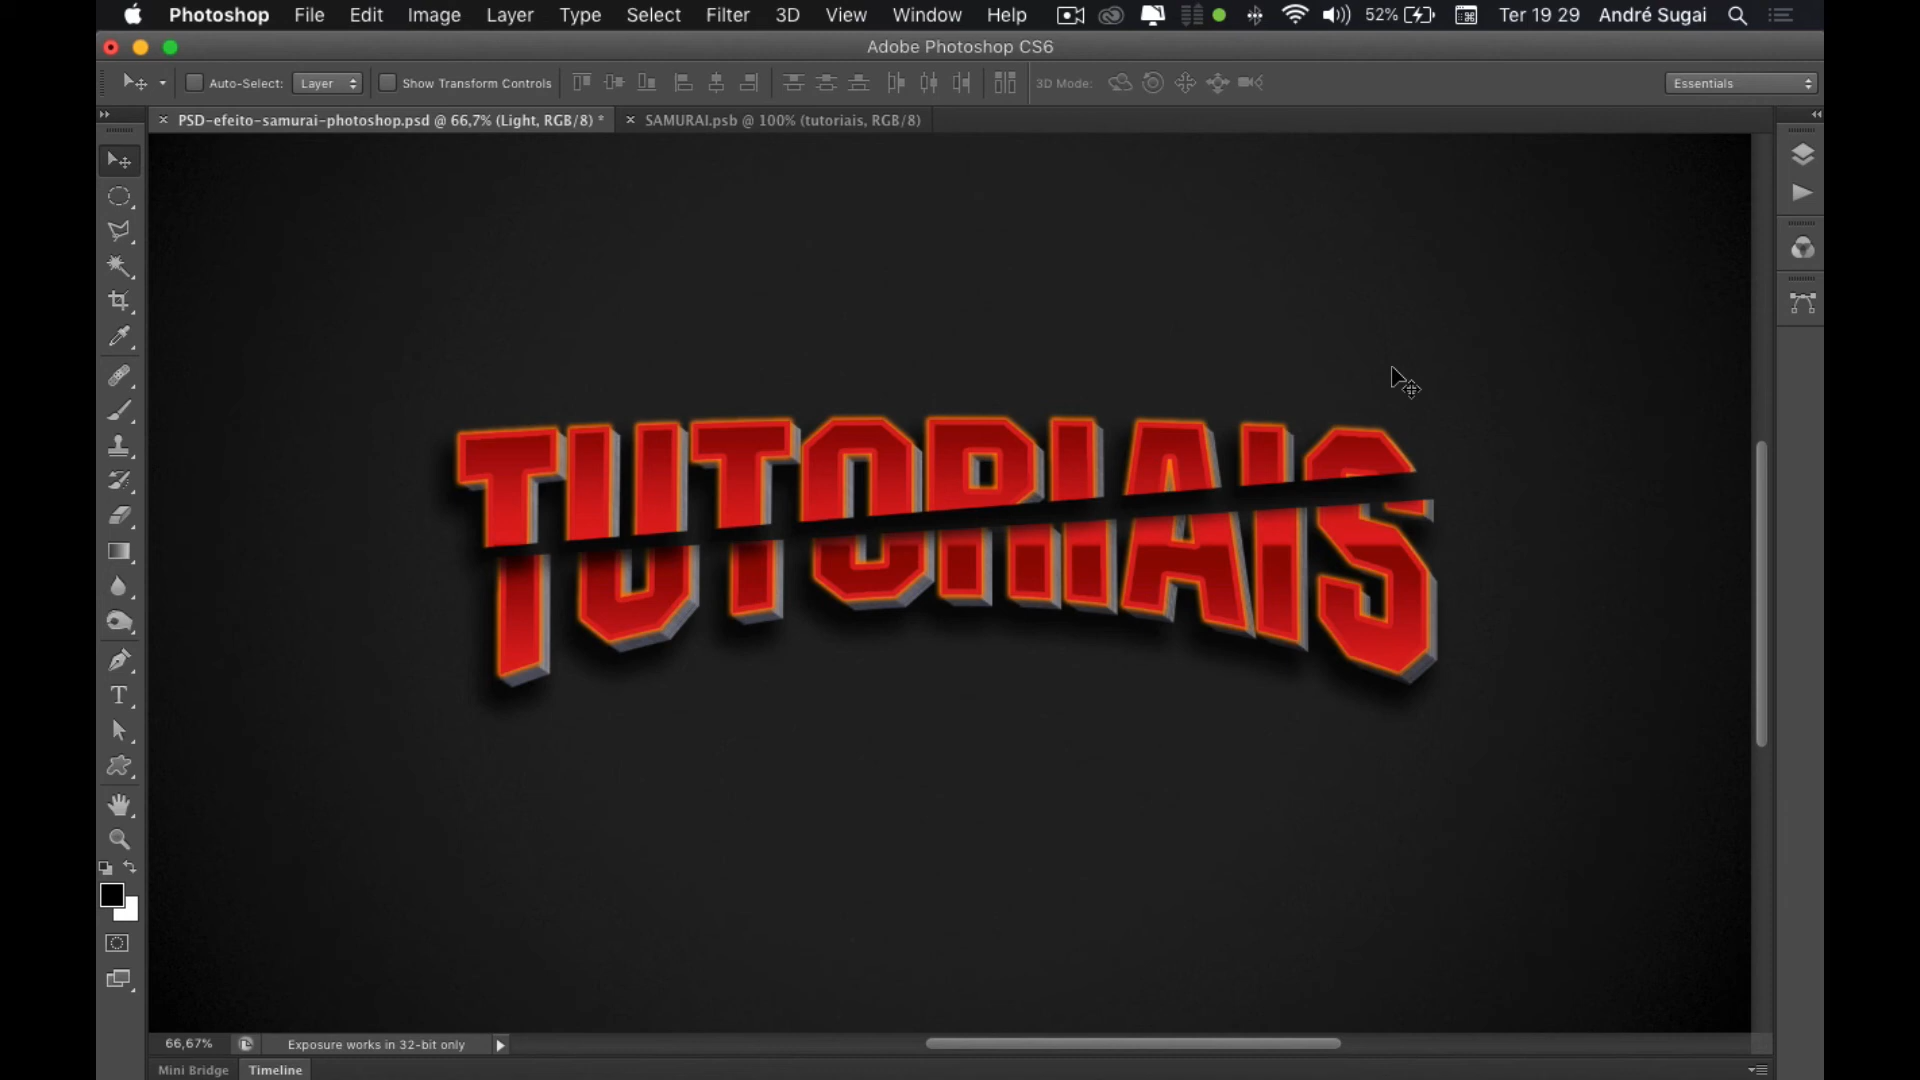 Photoshop File Edit Image Layer Type Select Filter 3D View Window Help 52% Ter 19 29 André Sugai
Adobe Photoshop CS6
Auto-Select: Layer Show Transform Controls 3D Mode: Essentials
PSD-efeito-samurai-photoshop.psd @ 66,7% (Light, RGB/8) * SAMURAI.psb @ 100% (tutoriais, RGB/8)
TUTORIAIS
66,67% Exposure works in 32-bit only
Mini Bridge Timeline